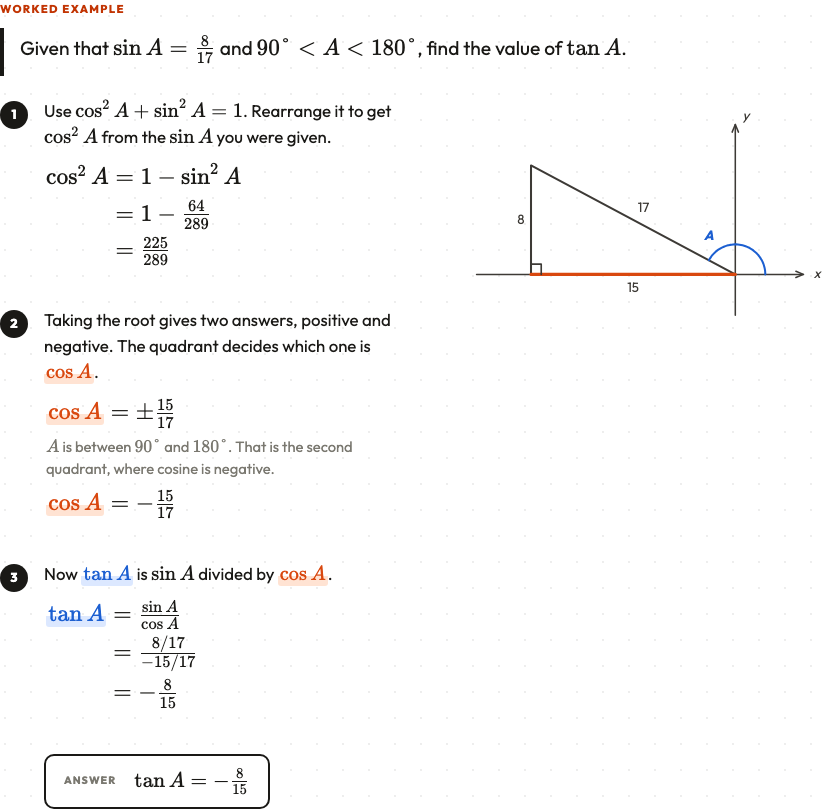 WORKED EXAMPLE
Given that sin A = 8/17 and 90° < A < 180°, find the value of tan A.
1
Use cos² A + sin² A = 1. Rearrange it to get
cos² A from the sin A you were given.
cos² A = 1 − sin² A
= 1 − 64/289
= 225/289
2
Taking the root gives two answers, positive and
negative. The quadrant decides which one is
cos A.
cos A = ±15/17
A is between 90° and 180°. That is the second
quadrant, where cosine is negative.
cos A = −15/17
3
Now tan A is sin A divided by cos A.
tan A = sin A/cos A
= (8/17)/(−15/17)
= −8/15
ANSWER tan A = −8/15
y
17
8
A
x
15